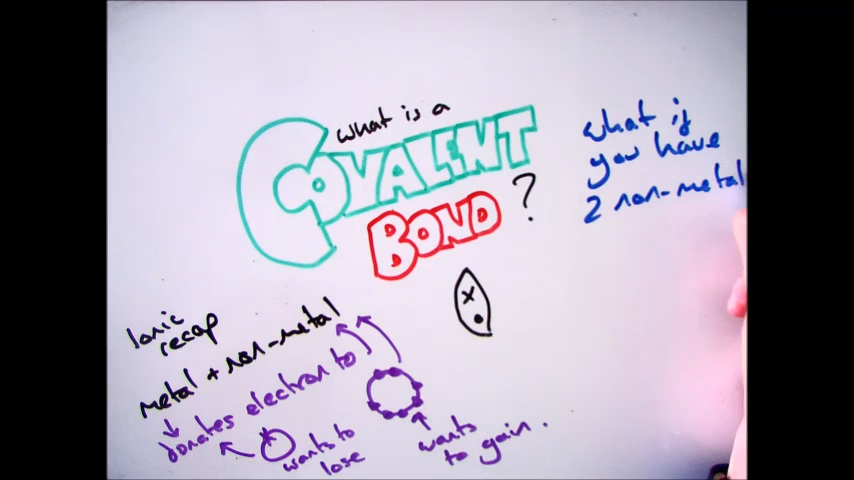 what is a
COVALENT
BOND?
what if
you have
2 non-metal
Ionic
recap
metal + non-metal
donates electron to
wants to
lose
wants
to gain.